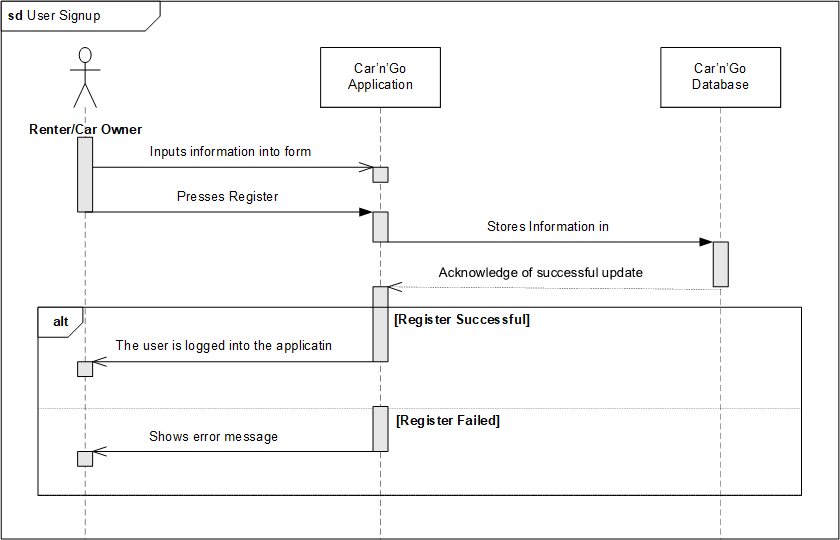 sd User Signup
Car'n'Go
Application
Car'n'Go
Database
Renter/Car Owner
Inputs information into form
Presses Register
Stores Information in
Acknowledge of successful update
alt
[Register Successful]
The user is logged into the applicatin
[Register Failed]
Shows error message